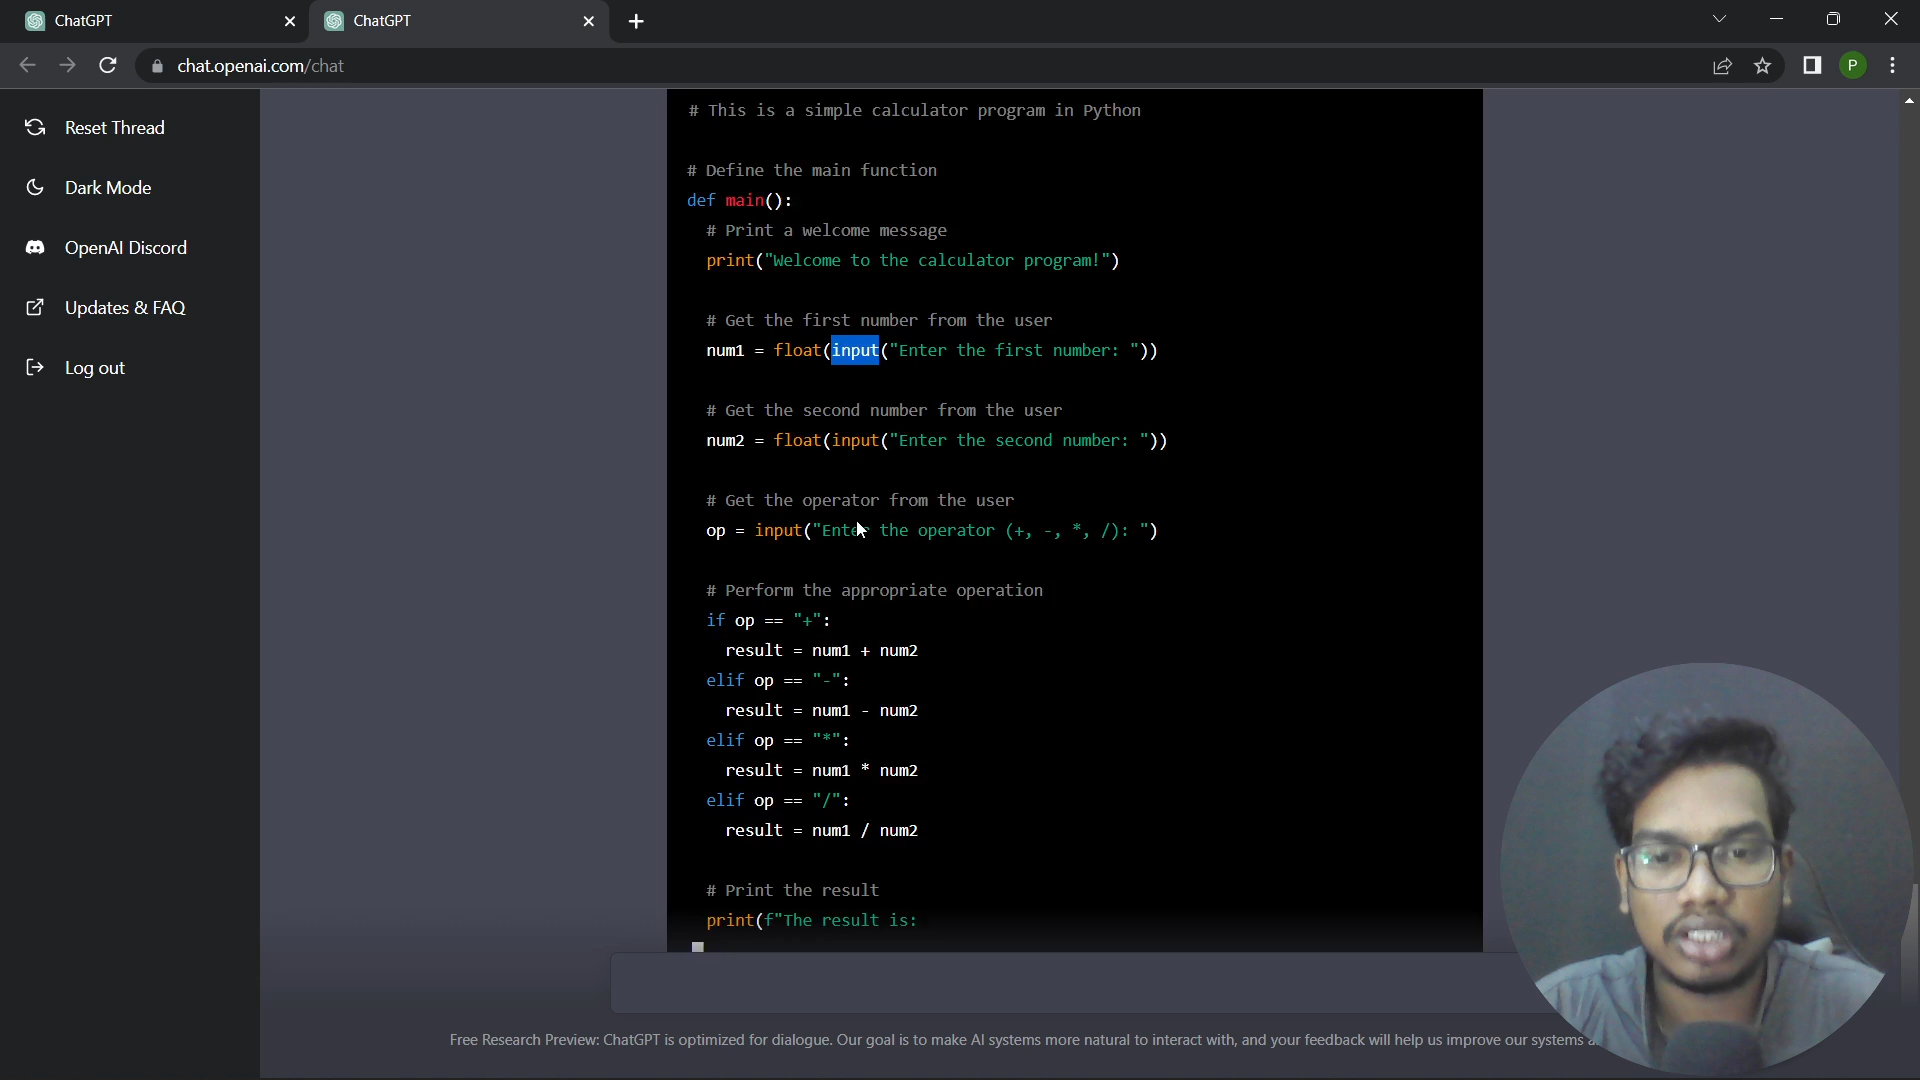 ChatGPT
ChatGPT
chat.openai.com/chat
P
Reset Thread
Dark Mode
OpenAI Discord
Updates & FAQ
Log out
# This is a simple calculator program in Python
# Define the main function
def main():
# Print a welcome message
print("Welcome to the calculator program!")
# Get the first number from the user
num1 = float(input("Enter the first number: "))
# Get the second number from the user
num2 = float(input("Enter the second number: "))
# Get the operator from the user
op = input("Enter the operator (+, -, *, /): ")
# Perform the appropriate operation
if op == "+":
result = num1 + num2
elif op == "-":
result = num1 - num2
elif op == "*":
result = num1 * num2
elif op == "/":
result = num1 / num2
# Print the result
print(f"The result is:
Free Research Preview: ChatGPT is optimized for dialogue. Our goal is to make AI systems more natural to interact with, and your feedback will help us improve our systems